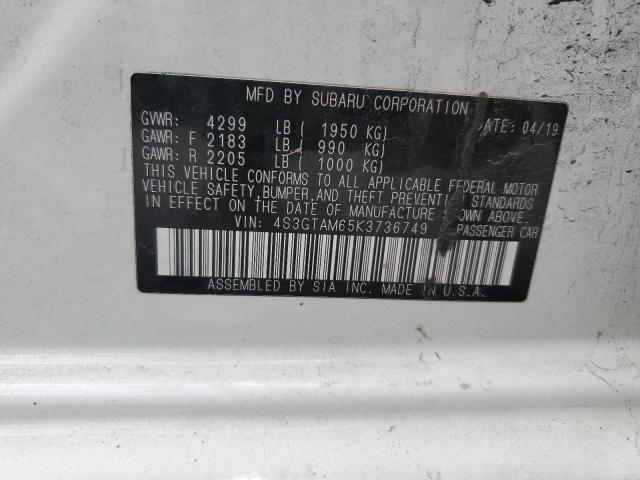 MFD BY SUBARU CORPORATION
GVWR: 4299 LB ( 1950 KG) ATE: 04/19
GAWR: F 2183 LB ( 990 KG)
GAWR: R 2205 LB ( 1000 KG)
THIS VEHICLE CONFORMS TO ALL APPLICABLE FEDERAL MOTOR
VEHICLE SAFETY, BUMPER, AND THEFT PREVENTION STANDARDS
IN EFFECT ON THE DATE OF MANUFACTURE SHOWN ABOVE.
VIN: 4S3GTAM65K3736749 PASSENGER CAR
ASSEMBLED BY SIA INC. MADE IN U.S.A.